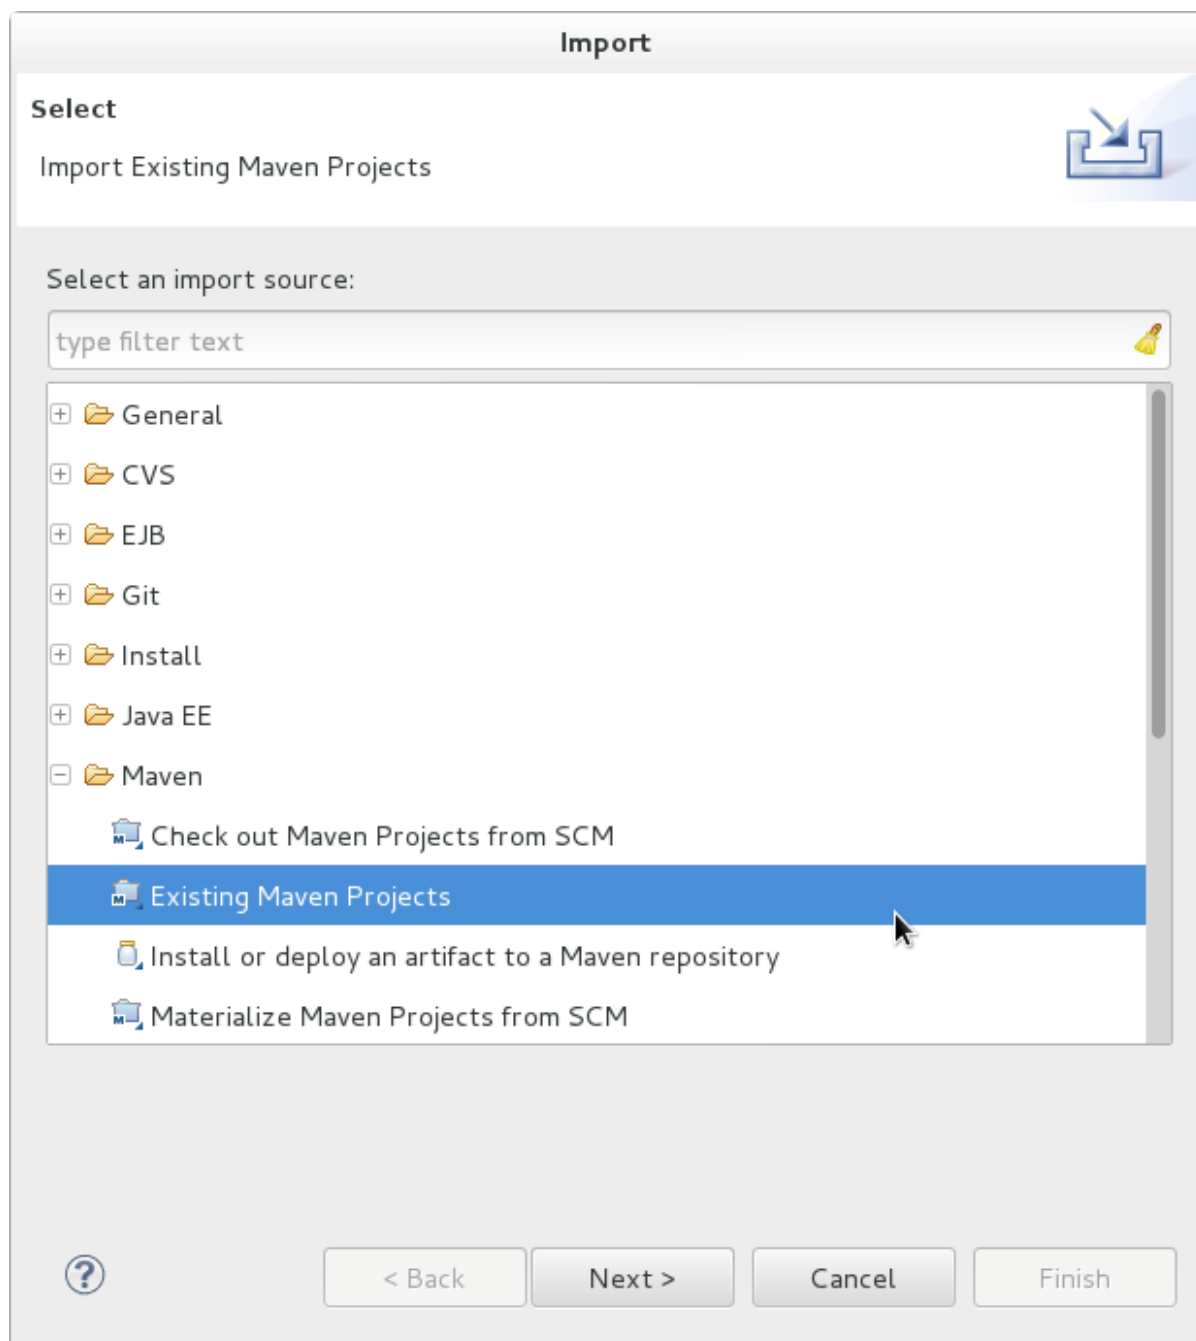 Import
Select
Import Existing Maven Projects
Select an import source:
type filter text
General
CVS
EJB
Git
Install
Java EE
Maven
Check out Maven Projects from SCM
Existing Maven Projects
Install or deploy an artifact to a Maven repository
Materialize Maven Projects from SCM
? < Back Next > Cancel Finish